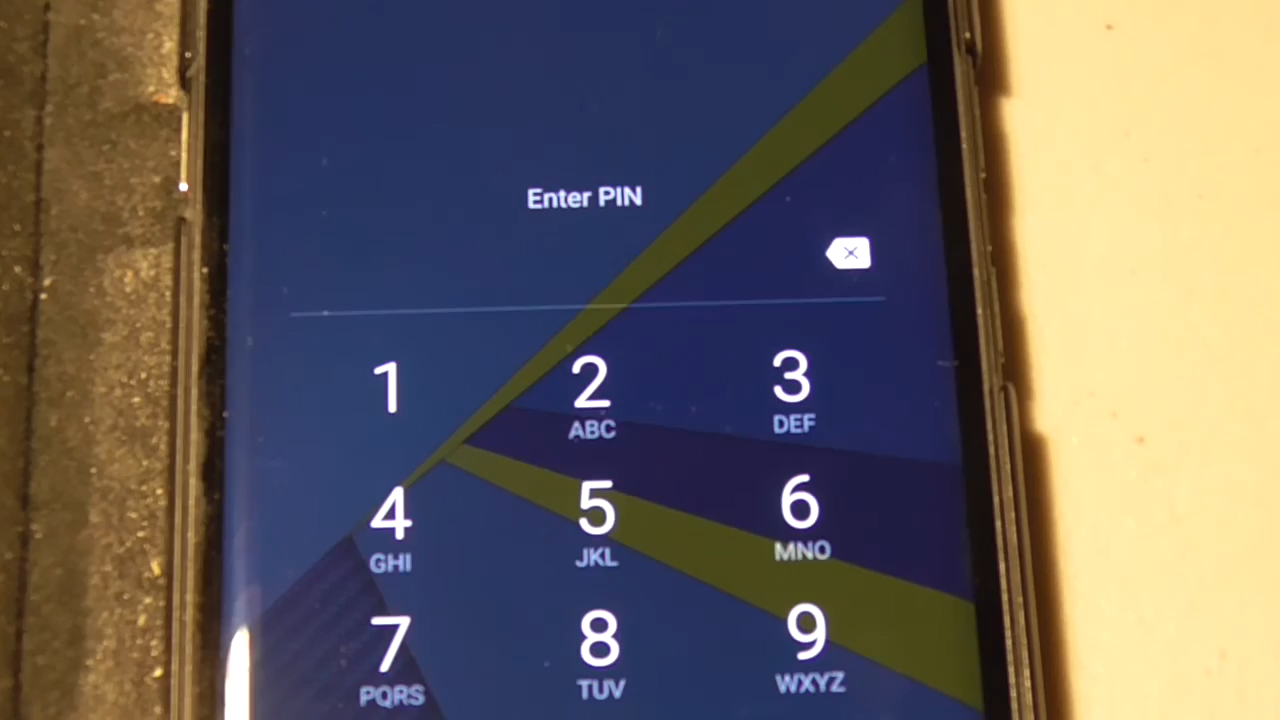 Enter PIN
1 2 3
ABC DEF
4 5 6
GHI JKL MNO
7 8 9
PQRS TUV WXYZ